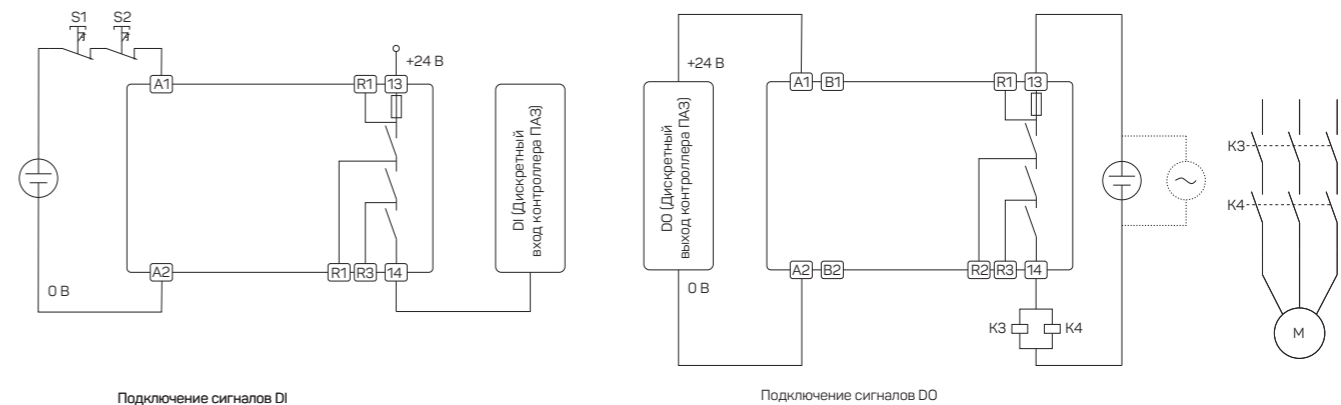 S1 S2
+24 В
A1 R1 13
DI (Дискретный
вход контроллера ПАЗ)
A2 R1 R3 14
0 В
Подключение сигналов DI
+24 В
A1 B1 R1 13
DO (Дискретный
выход контроллера ПАЗ)
A2 B2 R2 R3 14
0 В
K3 K4
K3
K4
M
Подключение сигналов DO